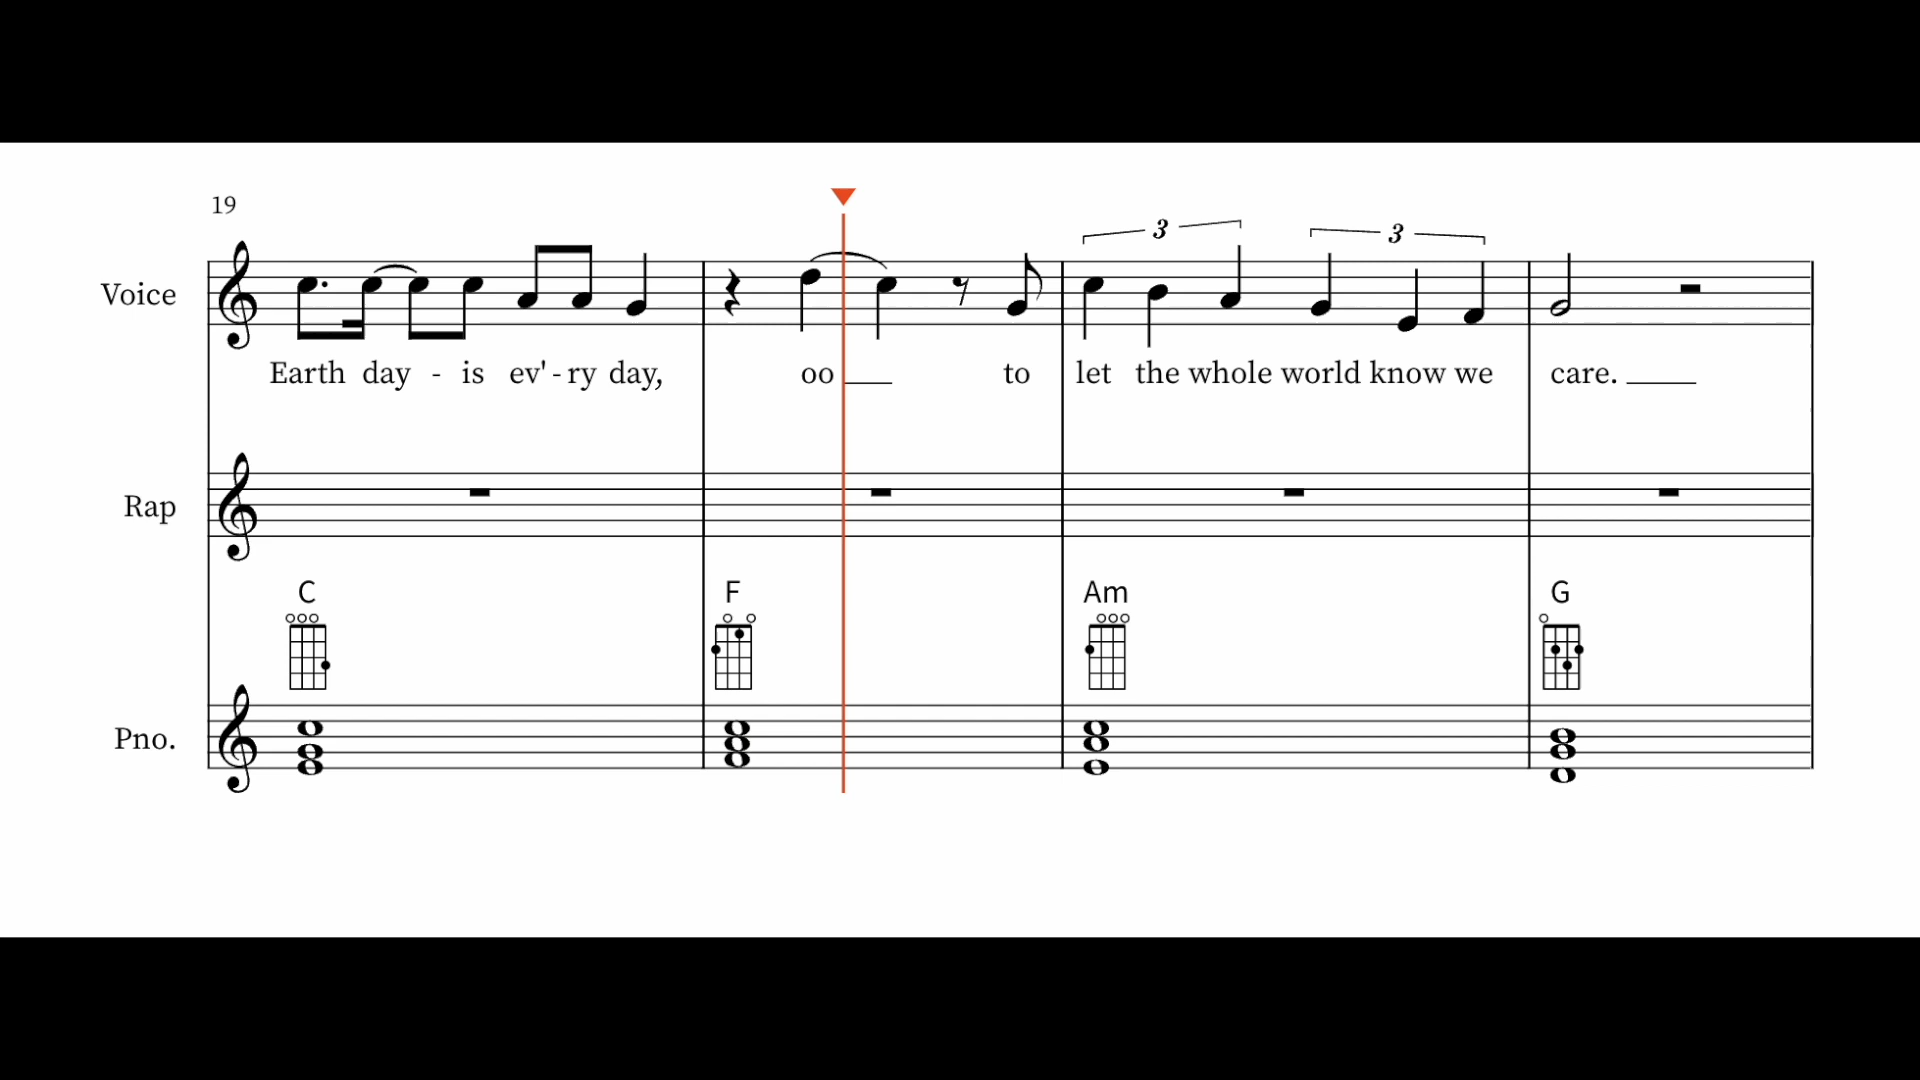 19
3 3
Voice
Earth day - is ev' - ry day, oo to let the whole world know we care.
Rap
C F Am G
Pno.